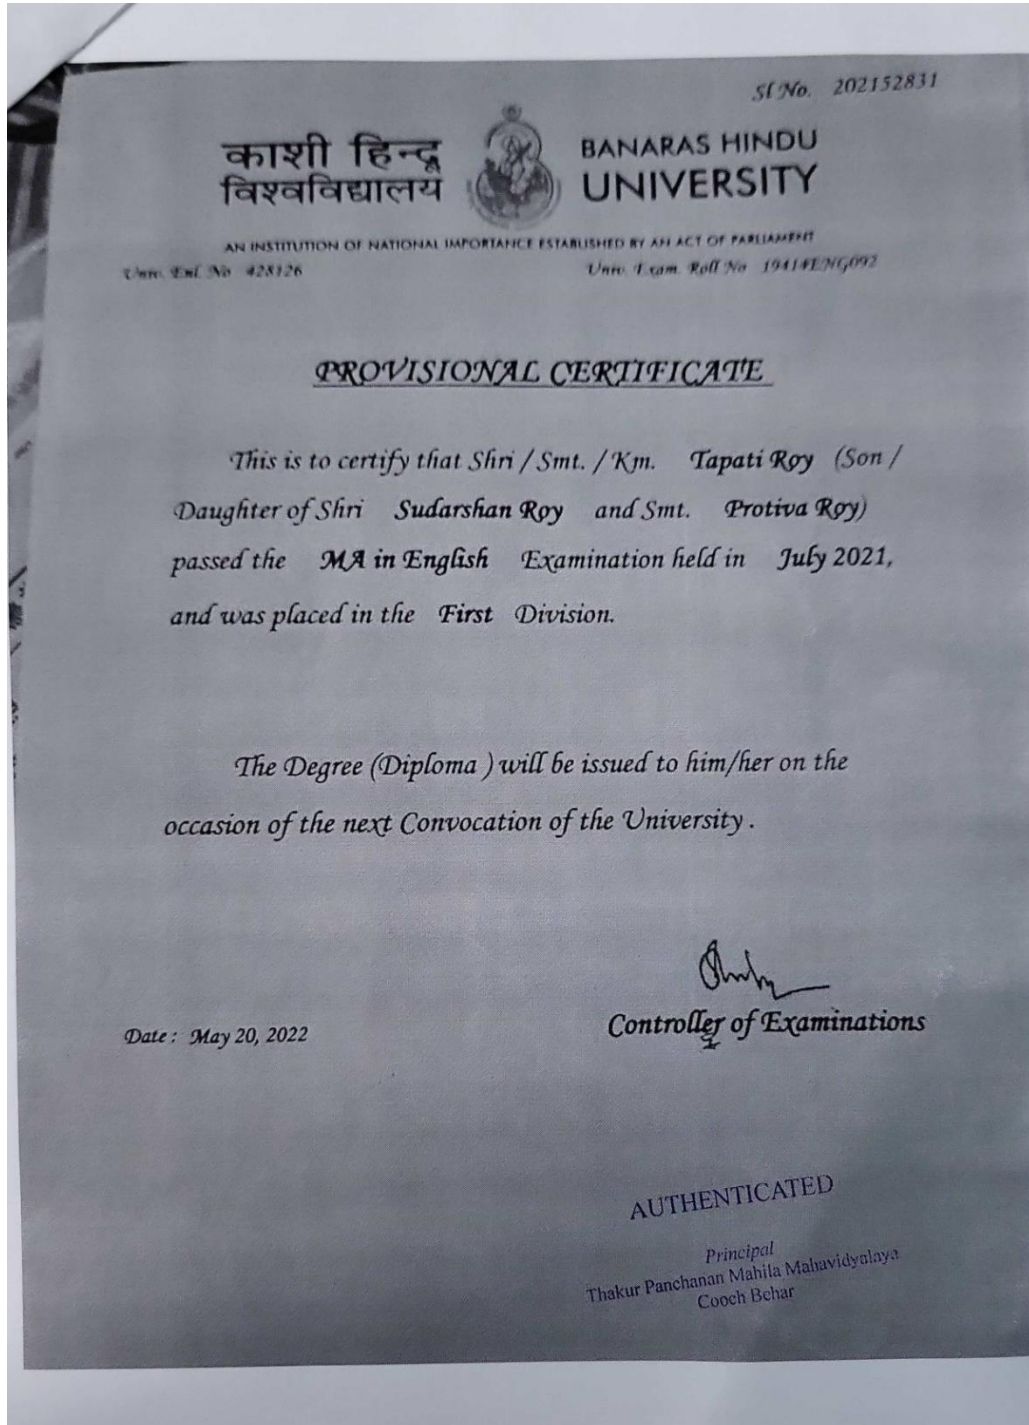 Sl No. 202152831
काशी हिन्दू
विश्वविद्यालय
BANARAS HINDU
UNIVERSITY
AN INSTITUTION OF NATIONAL IMPORTANCE ESTABLISHED BY AN ACT OF PARLIAMENT
Univ. Enl. No 428126
Univ. Exam. Roll No 19414ENG092
PROVISIONAL CERTIFICATE
This is to certify that Shri / Smt. / Km. Tapati Roy (Son /
Daughter of Shri Sudarshan Roy and Smt. Protiva Roy)
passed the MA in English Examination held in July 2021,
and was placed in the First Division.
The Degree (Diploma ) will be issued to him/her on the
occasion of the next Convocation of the University .
Date : May 20, 2022
Controller of Examinations
AUTHENTICATED
Principal
Thakur Panchanan Mahila Mahavidyalaya
Cooch Behar